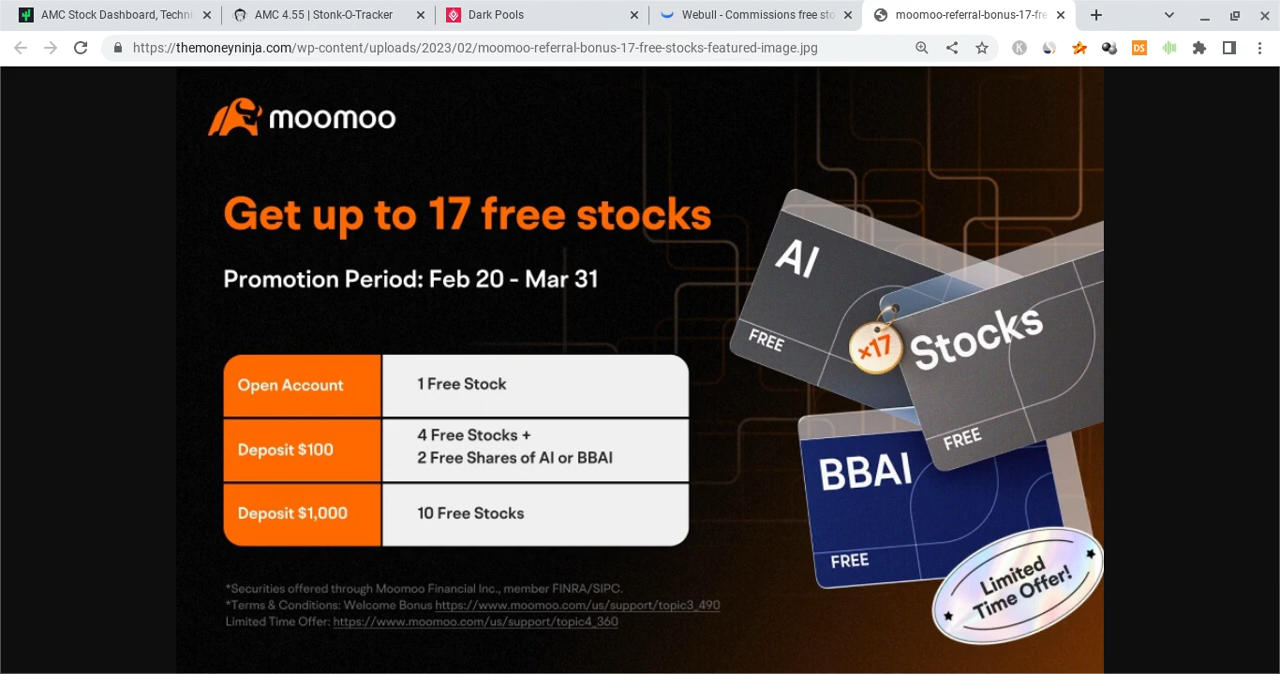 AMC Stock Dashboard, Techni
AMC 4.55 | Stonk-O-Tracker
Dark Pools
Webull - Commissions free sto
moomoo-referral-bonus-17-fre
https://themoneyninja.com/wp-content/uploads/2023/02/moomoo-referral-bonus-17-free-stocks-featured-image.jpg
K
DS
moomoo
Get up to 17 free stocks
Promotion Period: Feb 20 - Mar 31
Open Account
1 Free Stock
Deposit $100
4 Free Stocks +
2 Free Shares of AI or BBAI
Deposit $1,000
10 Free Stocks
*Securities offered through Moomoo Financial Inc., member FINRA/SIPC.
*Terms & Conditions: Welcome Bonus https://www.moomoo.com/us/support/topic3_490
Limited Time Offer: https://www.moomoo.com/us/support/topic4_360
AI
FREE
×17
Stocks
FREE
BBAI
FREE
Limited
Time Offer!